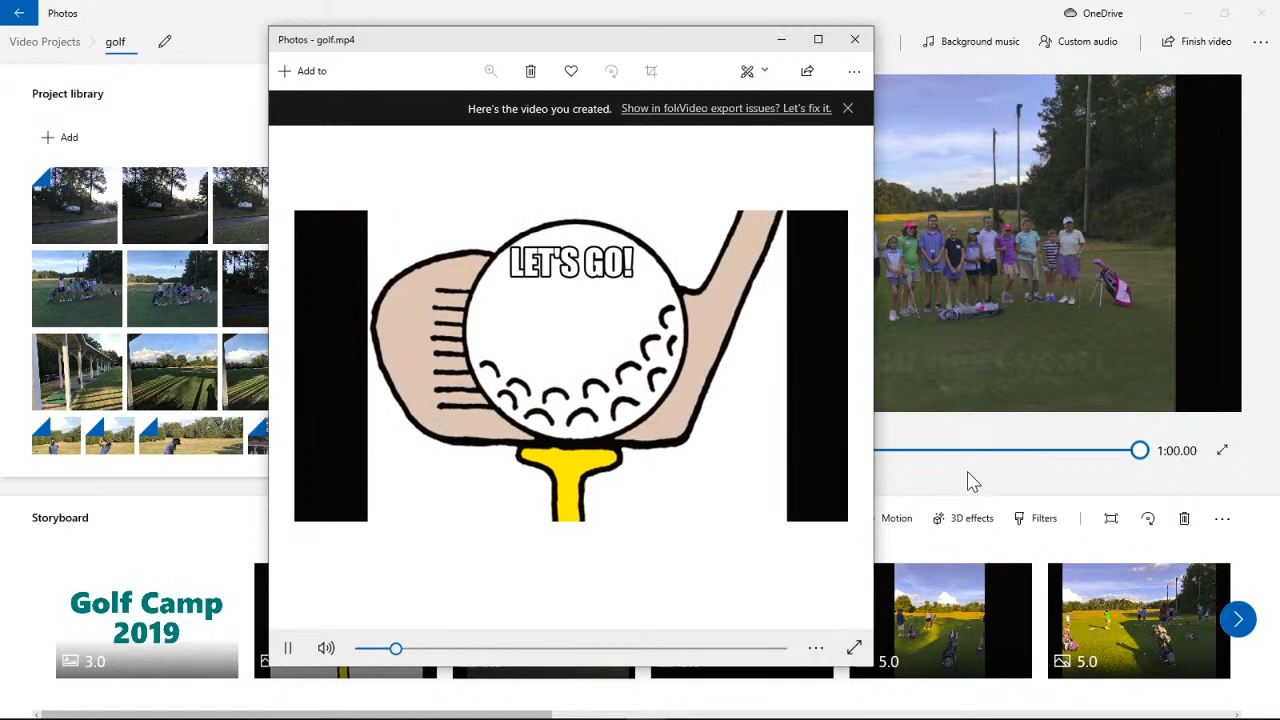 Photos
OneDrive
Video Projects
golf
Background music
Custom audio
Finish video
Project library
Add
Photos - golf.mp4
Add to
Here's the video you created.
Show in fol
Video export issues? Let's fix it.
LET'S GO!
1:00.00
Storyboard
Motion
3D effects
Filters
Golf Camp
2019
3.0
5.0
5.0